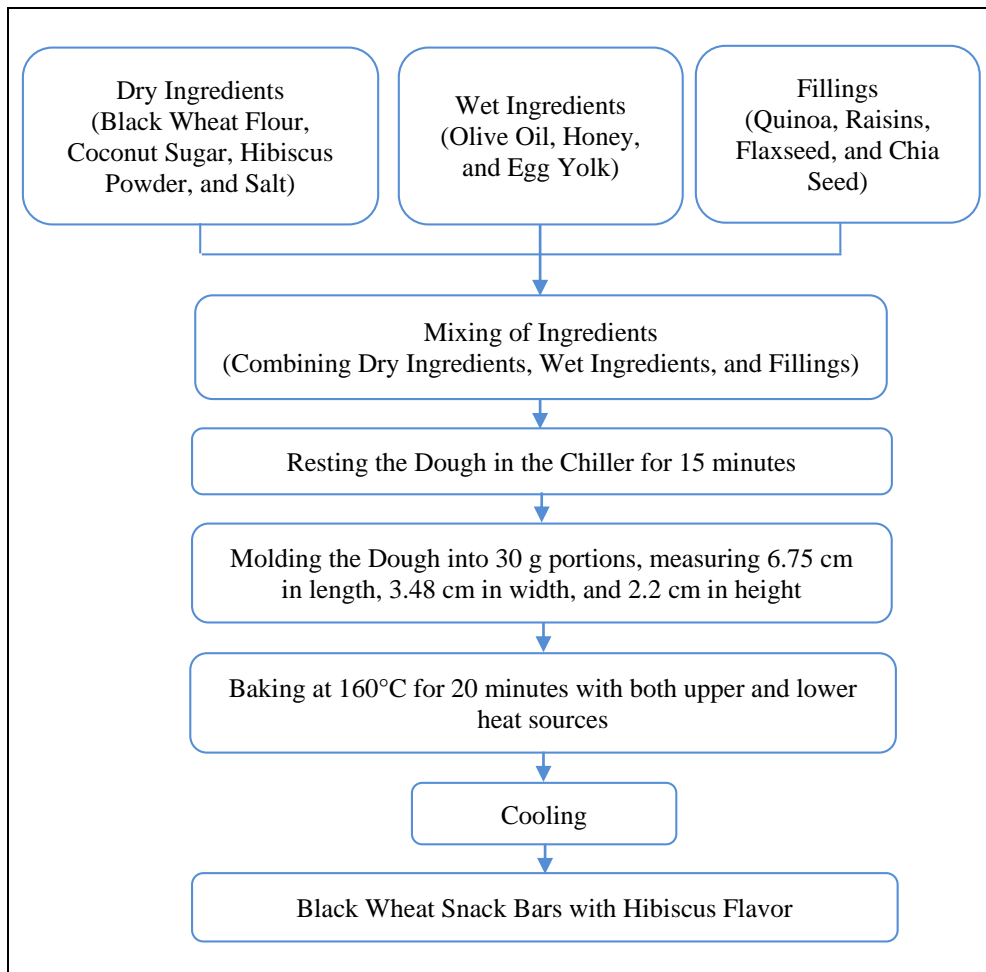 Dry Ingredients
(Black Wheat Flour,
Coconut Sugar, Hibiscus
Powder, and Salt)
Wet Ingredients
(Olive Oil, Honey,
and Egg Yolk)
Fillings
(Quinoa, Raisins,
Flaxseed, and Chia
Seed)
Mixing of Ingredients
(Combining Dry Ingredients, Wet Ingredients, and Fillings)
Resting the Dough in the Chiller for 15 minutes
Molding the Dough into 30 g portions, measuring 6.75 cm
in length, 3.48 cm in width, and 2.2 cm in height
Baking at 160°C for 20 minutes with both upper and lower
heat sources
Cooling
Black Wheat Snack Bars with Hibiscus Flavor